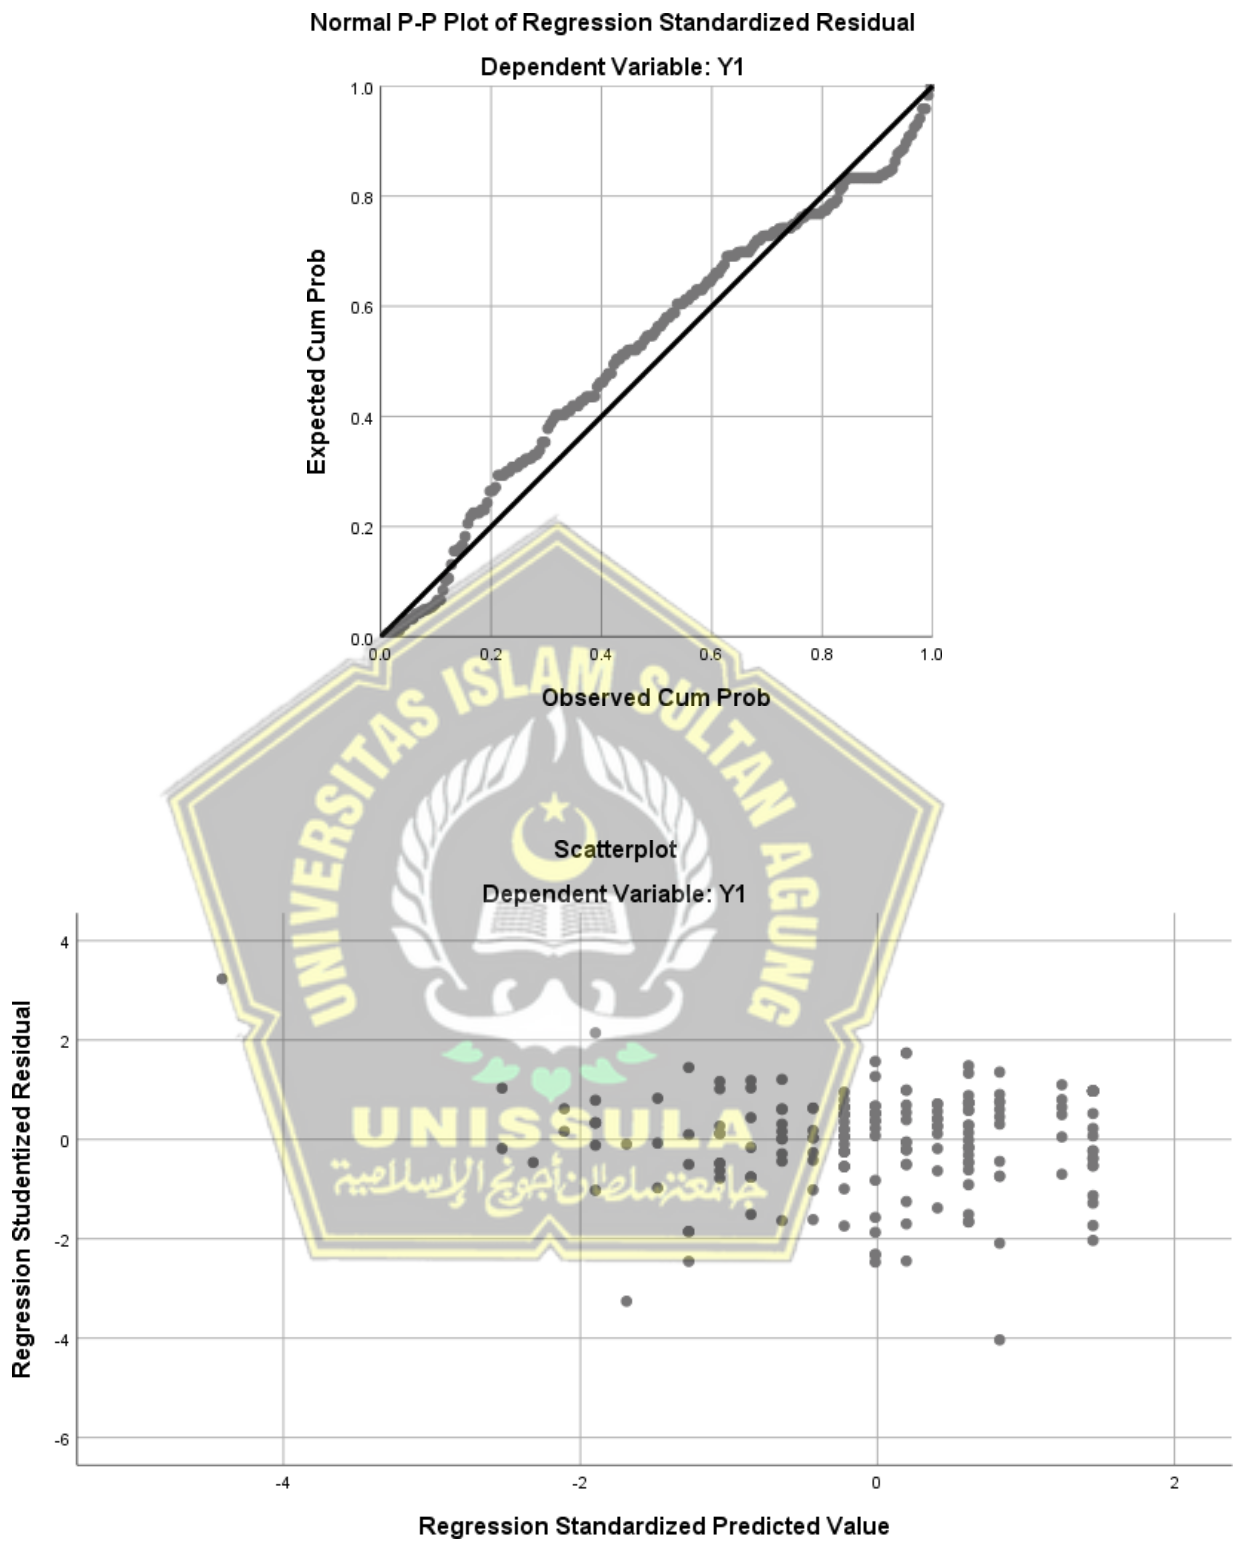 Normal P-P Plot of Regression Standardized Residual
Dependent Variable: Y1
1.0
0.8
0.6
0.4
0.2
0.0
Expected Cum Prob
0.0 0.2 0.4 0.6 0.8 1.0
Observed Cum Prob
UNIVERSITAS ISLAM SULTAN AGUNG
Scatterplot
Dependent Variable: Y1
4
2
0
-2
-4
-6
Regression Studentized Residual
UNISSULA
جامعتنسلطان أجونج الإسلامية
-4 -2 0 2
Regression Standardized Predicted Value